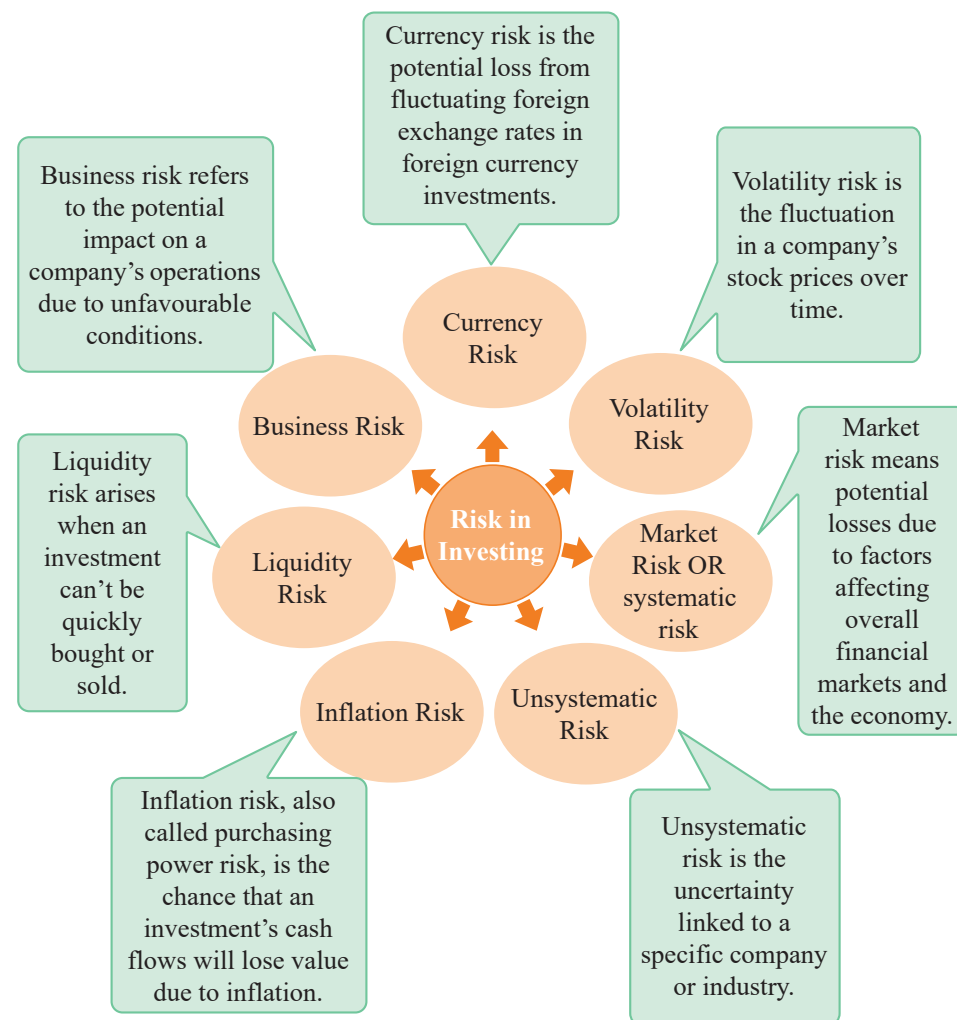 Currency risk is the
potential loss from
fluctuating foreign
exchange rates in
foreign currency
investments.
Business risk refers
to the potential
impact on a
company’s operations
due to unfavourable
conditions.
Volatility risk is
the fluctuation
in a company’s
stock prices over
time.
Currency
Risk
Business Risk
Volatility
Risk
Liquidity
risk arises
when an
investment
can’t be
quickly
bought or
sold.
Risk in
Investing
Market
risk means
potential
losses due
to factors
affecting
overall
financial
markets and
the economy.
Liquidity
Risk
Market
Risk OR
systematic
risk
Inflation Risk
Unsystematic
Risk
Inflation risk, also
called purchasing
power risk, is the
chance that an
investment’s cash
flows will lose value
due to inflation.
Unsystematic
risk is the
uncertainty
linked to a
specific company
or industry.